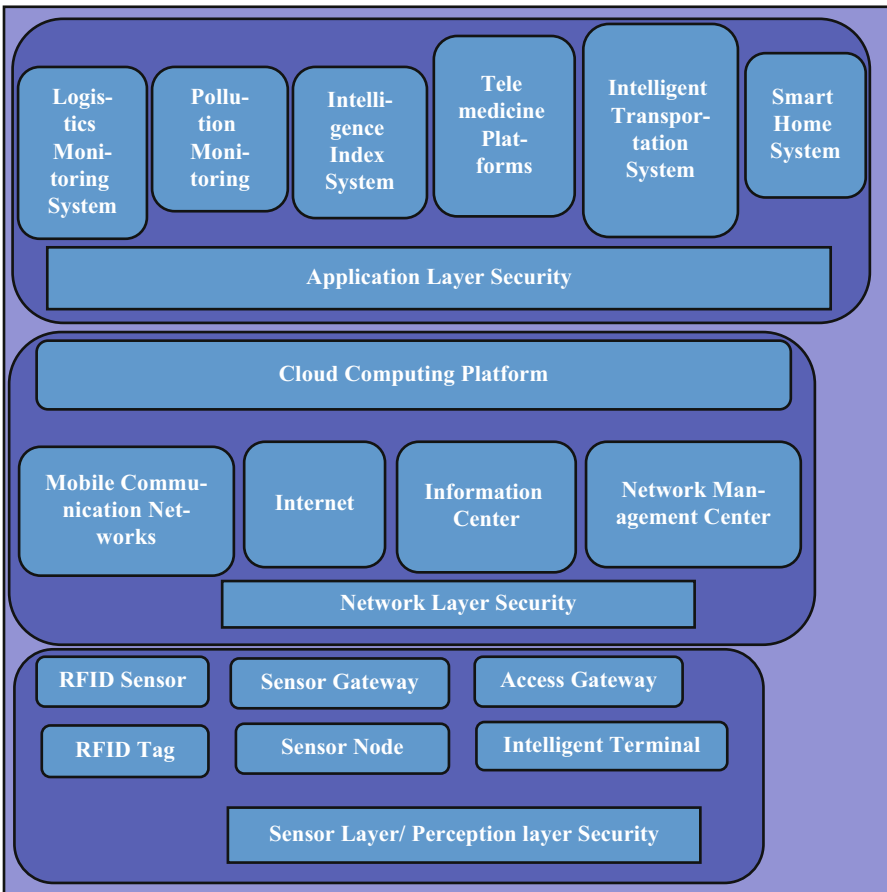 Logis-
tics
Moni-
toring
System
Pollu-
tion
Moni-
toring
Intelli-
gence
Index
System
Tele
medicine
Plat-
forms
Intelligent
Transpor-
tation
System
Smart
Home
System
Application Layer Security
Cloud Computing Platform
Mobile Commu-
nication Net-
works
Internet
Information
Center
Network Man-
agement Center
Network Layer Security
RFID Sensor
Sensor Gateway
Access Gateway
RFID Tag
Sensor Node
Intelligent Terminal
Sensor Layer/ Perception layer Security